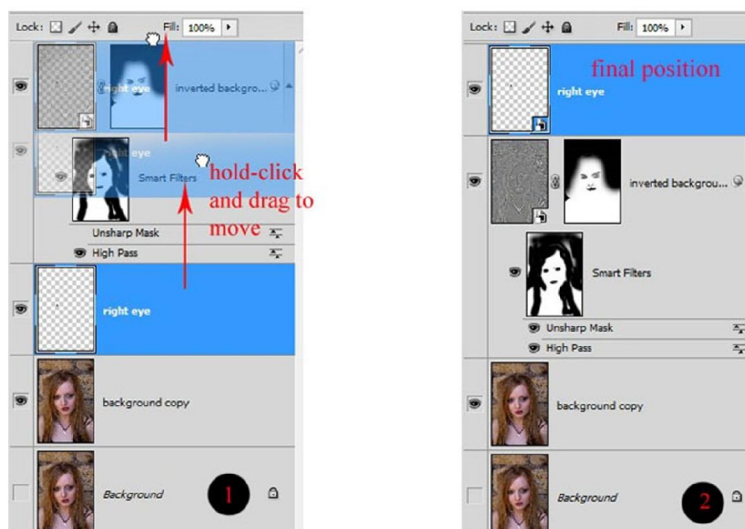 Lock: Fill: 100%
right eye inverted backgro...
right eye
Smart Filters
hold-click
and drag to
move
Unsharp Mask
High Pass
right eye
background copy
Background 1
Lock: Fill: 100%
final position
right eye
inverted backgrou...
Smart Filters
Unsharp Mask
High Pass
background copy
Background 2